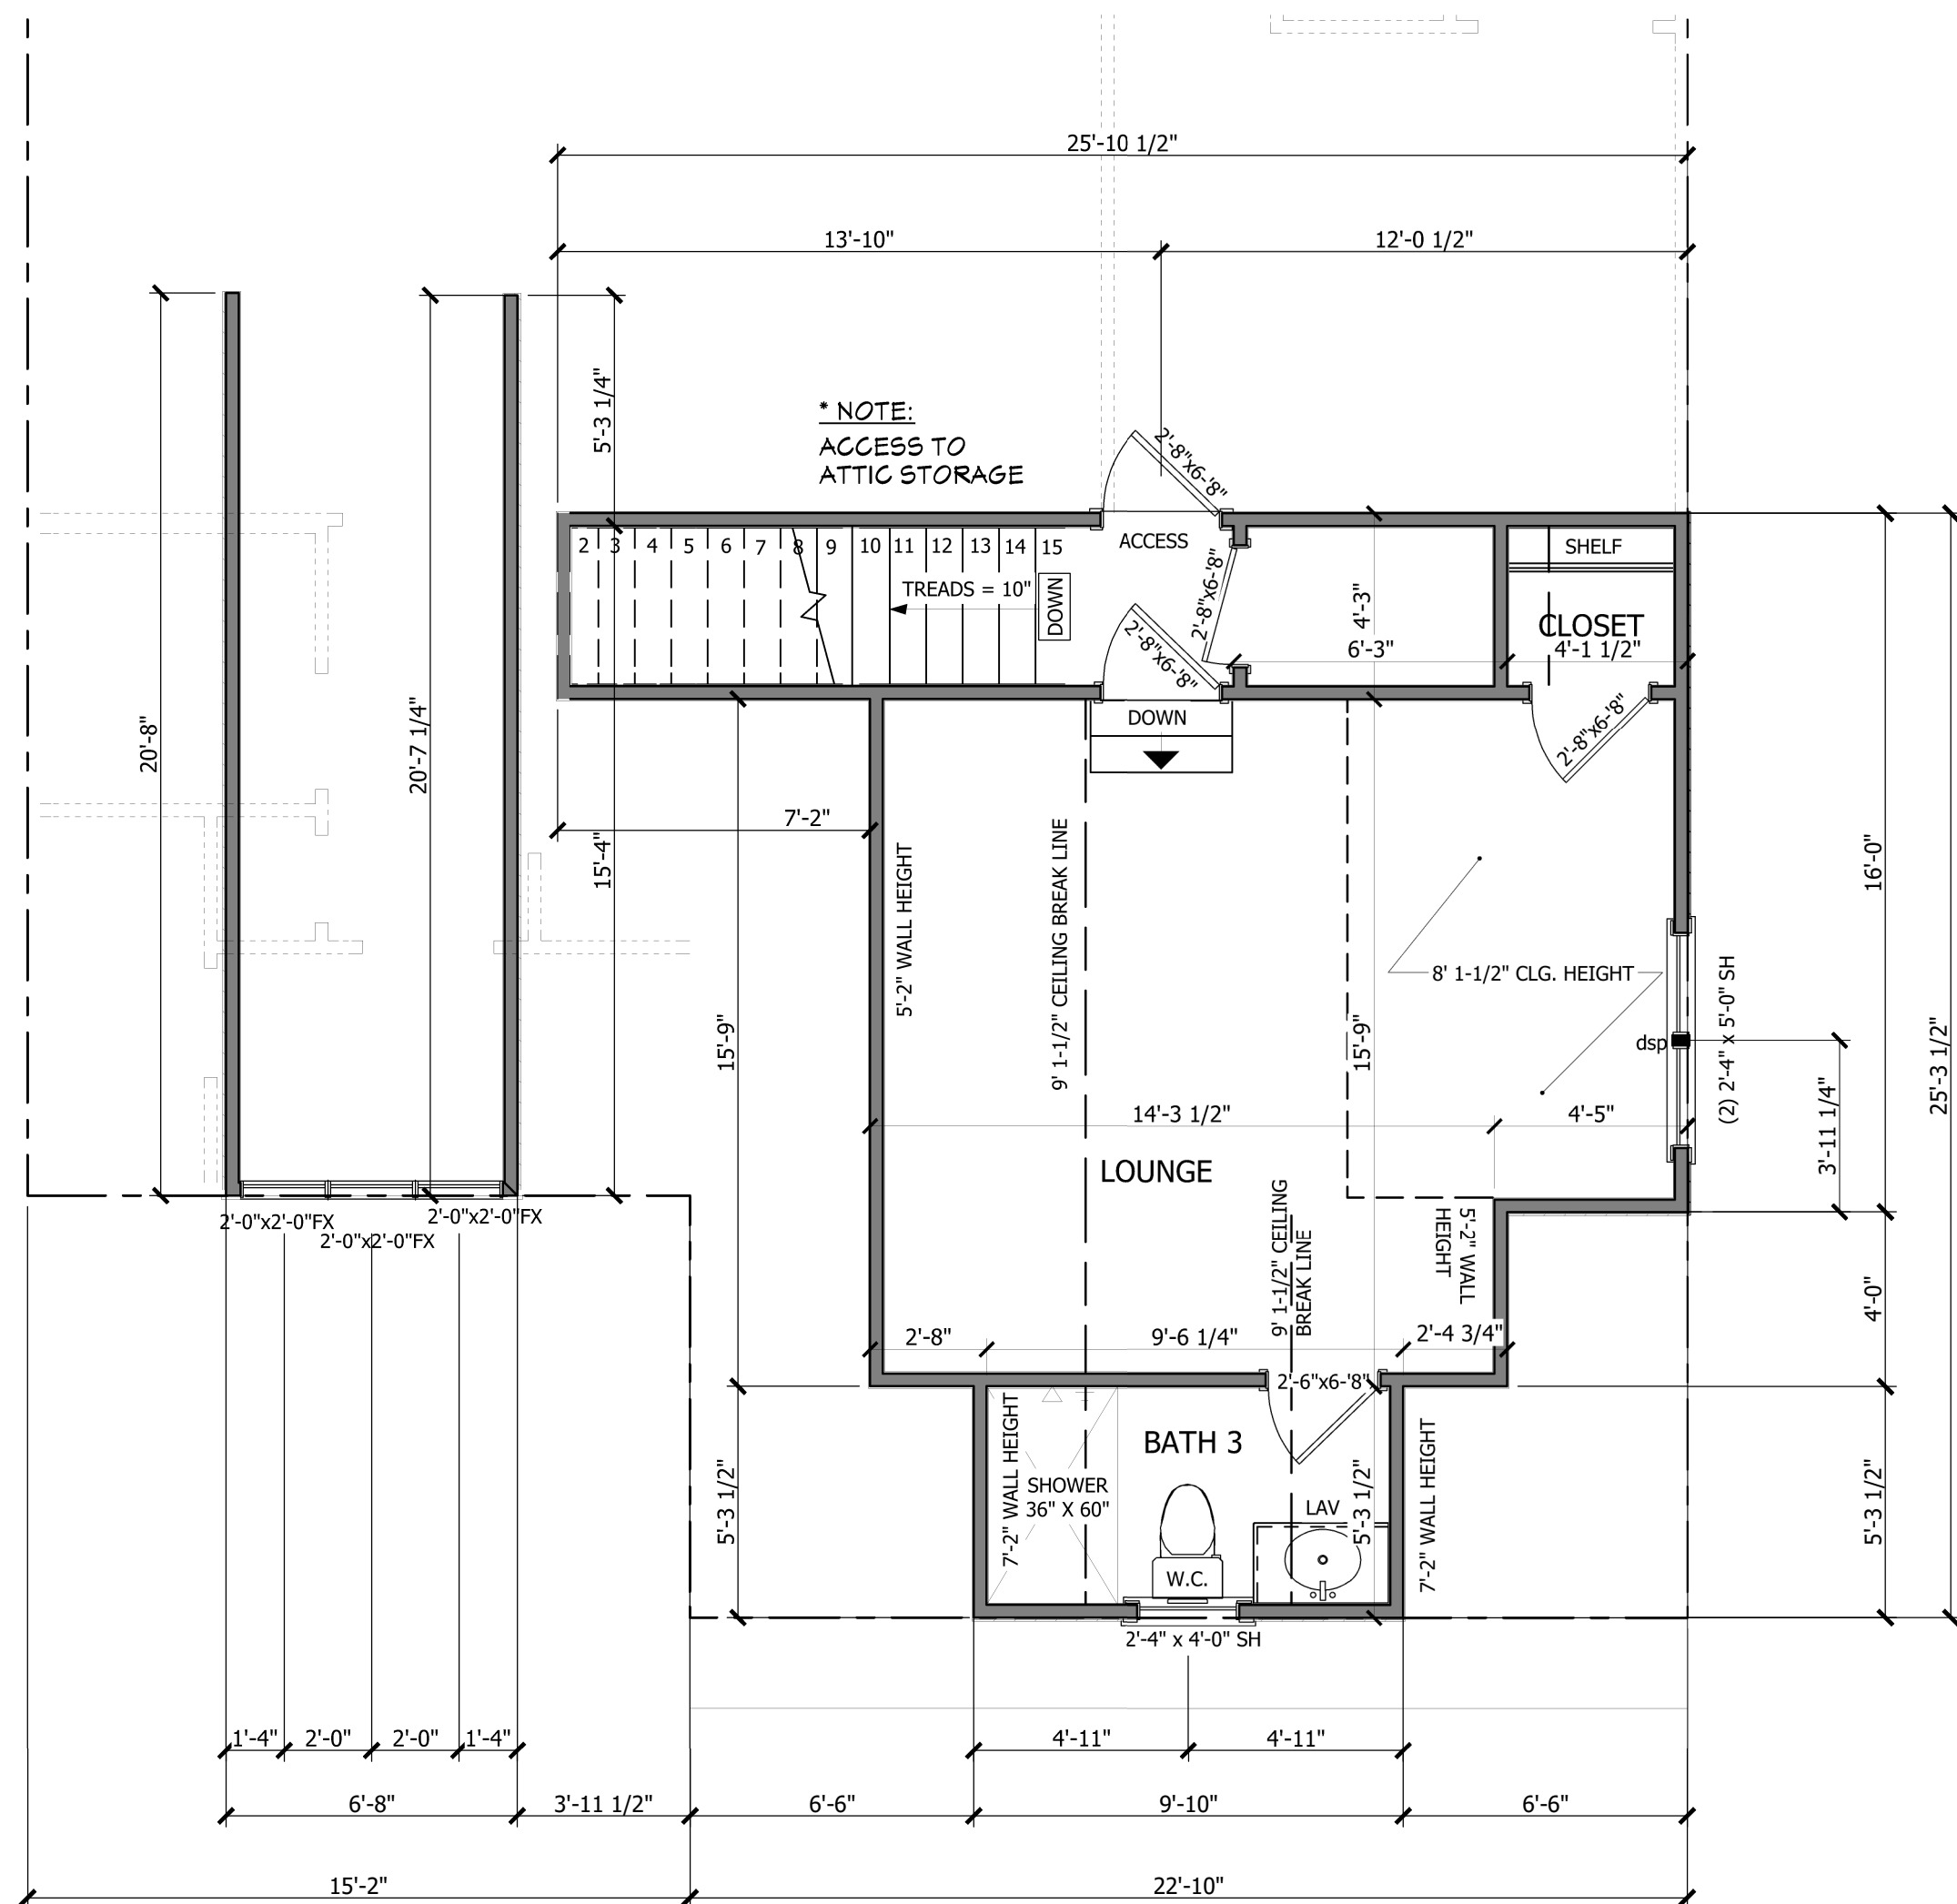 25'-10 1/2"
13'-10"
12'-0 1/2"
5'-3 1/4"
* NOTE:
ACCESS TO
ATTIC STORAGE
2'-8"x6-'8"
2 3 4 5 6 7 8 9 10 11 12 13 14 15
ACCESS
SHELF
TREADS = 10"
DOWN
2'-8"x6-'8"
2'-8"x6-'8"
4'-3"
6'-3"
CLOSET
4'-1 1/2"
DOWN
2'-8"x6-'8"
20'-8"
20'-7 1/4"
7'-2"
15'-4"
5'-2" WALL HEIGHT
9' 1-1/2" CEILING BREAK LINE
16'-0"
8' 1-1/2" CLG. HEIGHT
15'-9"
15'-9"
dsp
(2) 2'-4" x 5'-0" SH
3'-11 1/4"
25'-3 1/2"
14'-3 1/2"
4'-5"
LOUNGE
2'-0"x2'-0"FX
2'-0"x2'-0"FX
2'-0"x2'-0"FX
9' 1-1/2" CEILING
BREAK LINE
5'-2" WALL
HEIGHT
4'-0"
2'-8"
9'-6 1/4"
2'-4 3/4"
2'-6"x6-'8"
BATH 3
7'-2" WALL HEIGHT
SHOWER
36" X 60"
LAV
W.C.
5'-3 1/2"
5'-3 1/2"
7'-2" WALL HEIGHT
5'-3 1/2"
2'-4" x 4'-0" SH
1'-4"
2'-0"
2'-0"
1'-4"
4'-11"
4'-11"
6'-8"
3'-11 1/2"
6'-6"
9'-10"
6'-6"
15'-2"
22'-10"